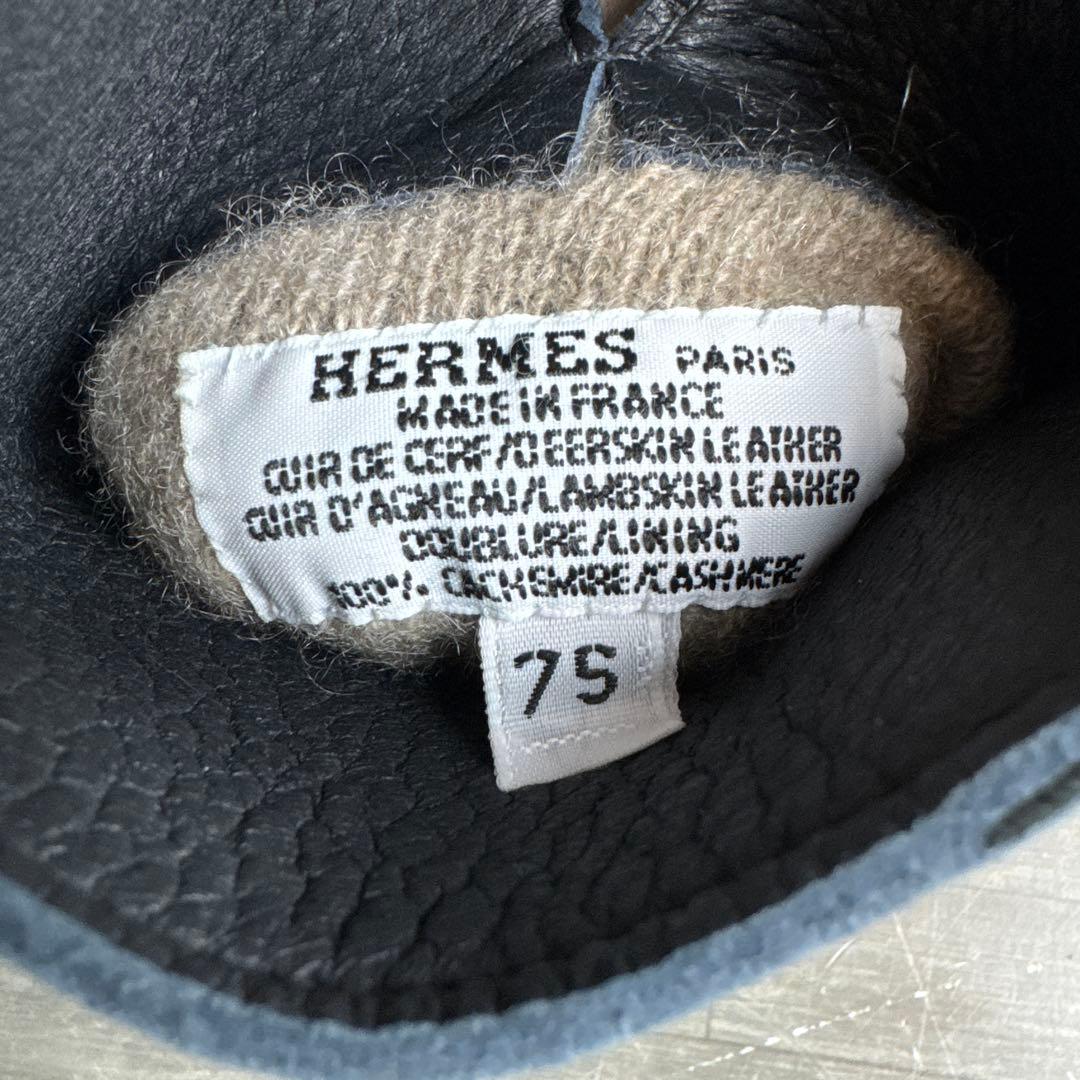 HERMES PARIS
MADE IN FRANCE
CUIR DE CERF/DEERSKIN LEATHER
CUIR D'AGNEAU/LAMBSKIN LEATHER
DOUBLURE/LINING
100% CACHEMIRE/CASHMERE
75